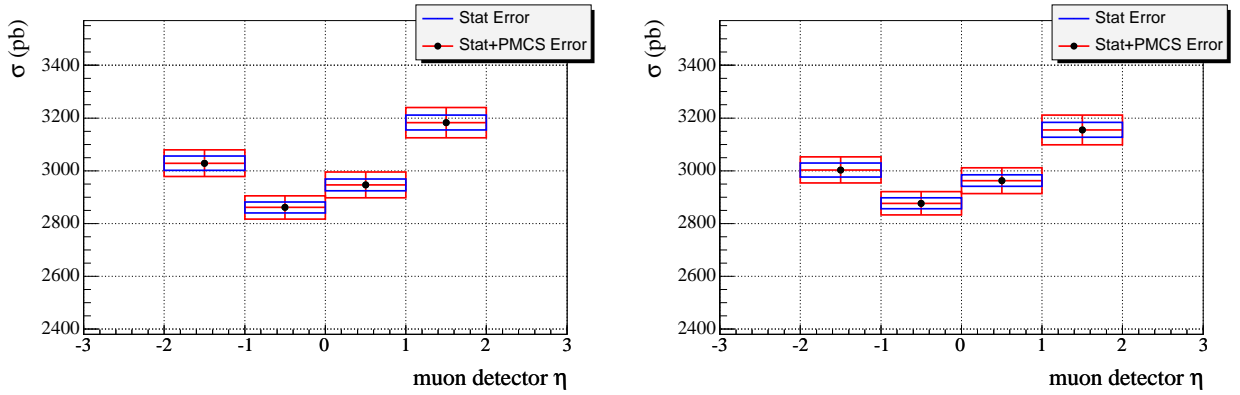 Stat Error
Stat+PMCS Error
σ (pb)
3400
3200
3000
2800
2600
2400
-3 -2 -1 0 1 2 3
muon detector η
Stat Error
Stat+PMCS Error
σ (pb)
3400
3200
3000
2800
2600
2400
-3 -2 -1 0 1 2 3
muon detector η